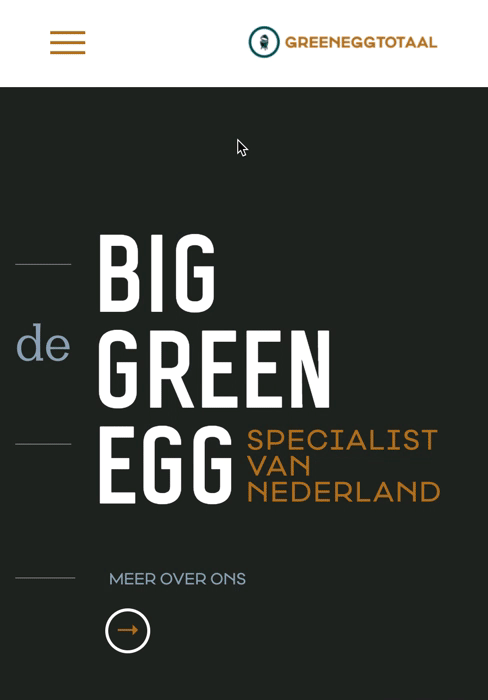 GREENEGGTOTAAL
BIG
de
GREEN
EGG
SPECIALIST
VAN
NEDERLAND
MEER OVER ONS